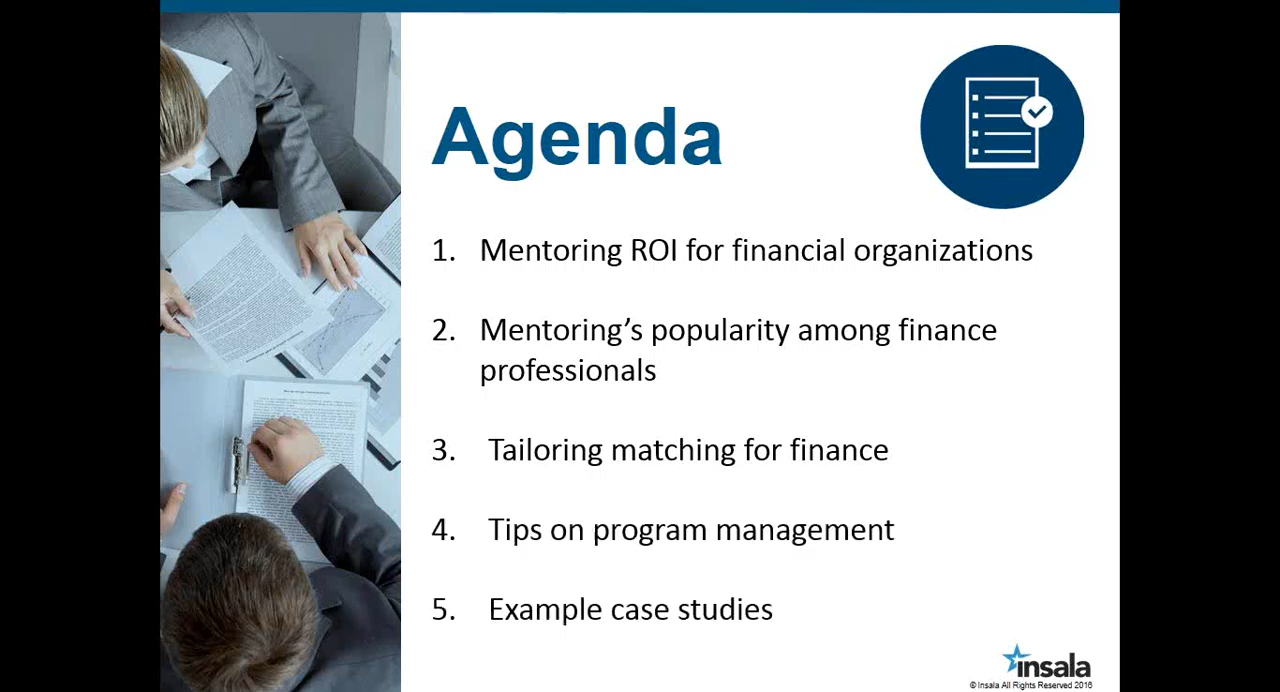 Agenda
1. Mentoring ROI for financial organizations
2. Mentoring's popularity among finance
professionals
3. Tailoring matching for finance
4. Tips on program management
5. Example case studies
insala
© Insala All Rights Reserved 2016